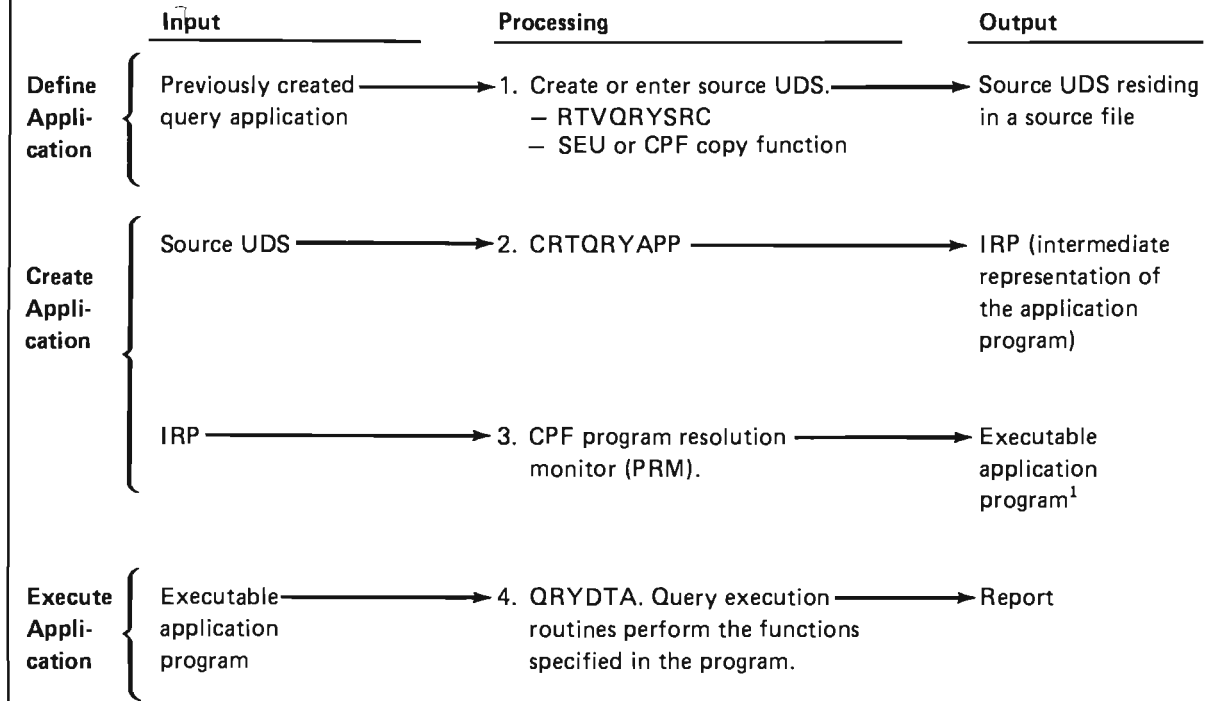 Input Processing Output
Define Appli- cation
Previously created query application
1. Create or enter source UDS.
– RTVQRYSRC
– SEU or CPF copy function
Source UDS residing in a source file
Create Appli- cation
Source UDS
2. CRTQRYAPP
IRP (intermediate representation of the application program)
IRP
3. CPF program resolution monitor (PRM).
Executable application program¹
Execute Appli- cation
Executable application program
4. QRYDTA. Query execution routines perform the functions specified in the program.
Report